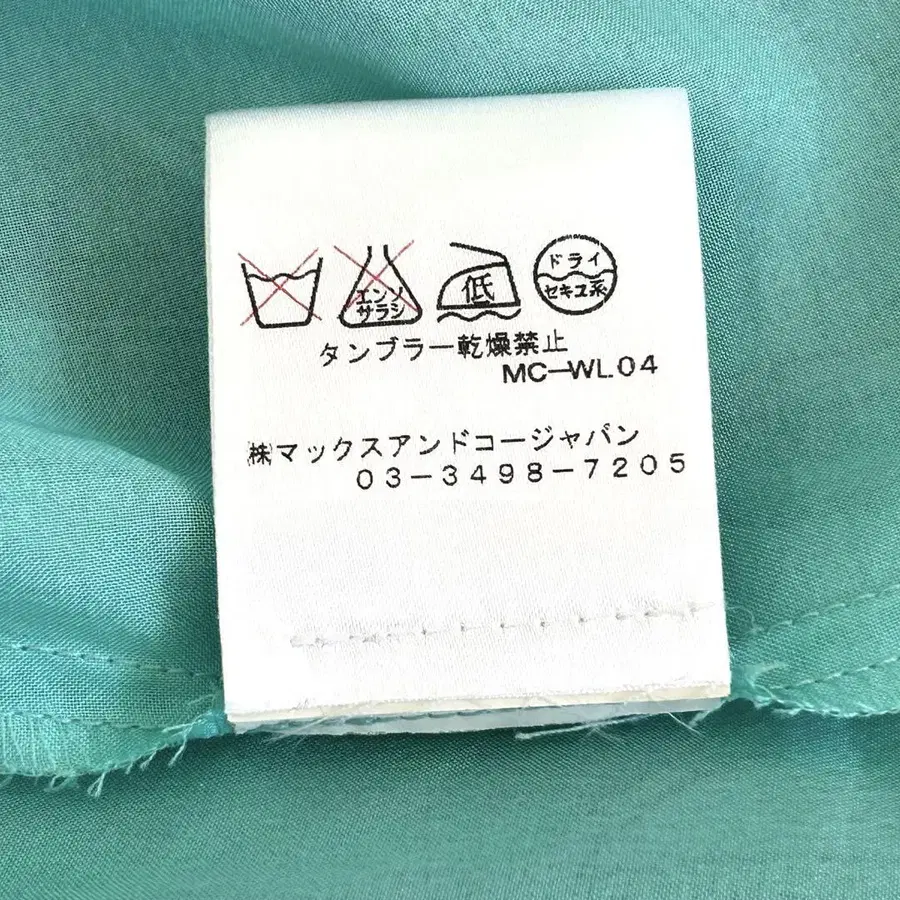 エンソ
サラシ
低
ドライ
セキユ系
タンブラー乾燥禁止
MC-WL.04
㈱マックスアンドコージャパン
03-3498-7205